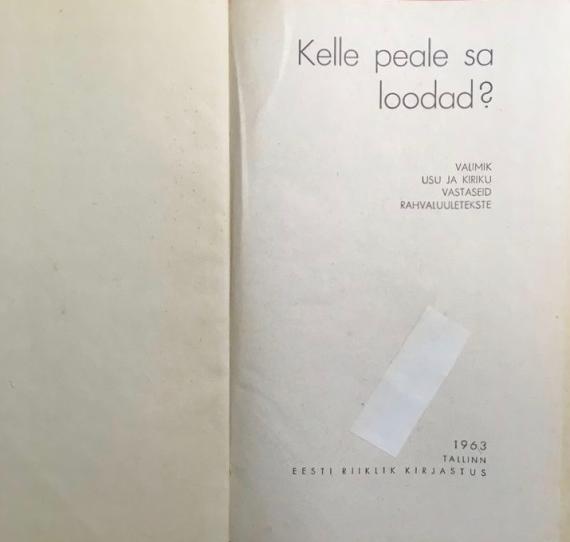 Kelle peale sa
loodad?
VALIMIK
USU JA KIRIKU
VASTASEID
RAHVALUULETEKSTE
1963
TALLINN
EESTI RIIKLIK KIRJASTUS